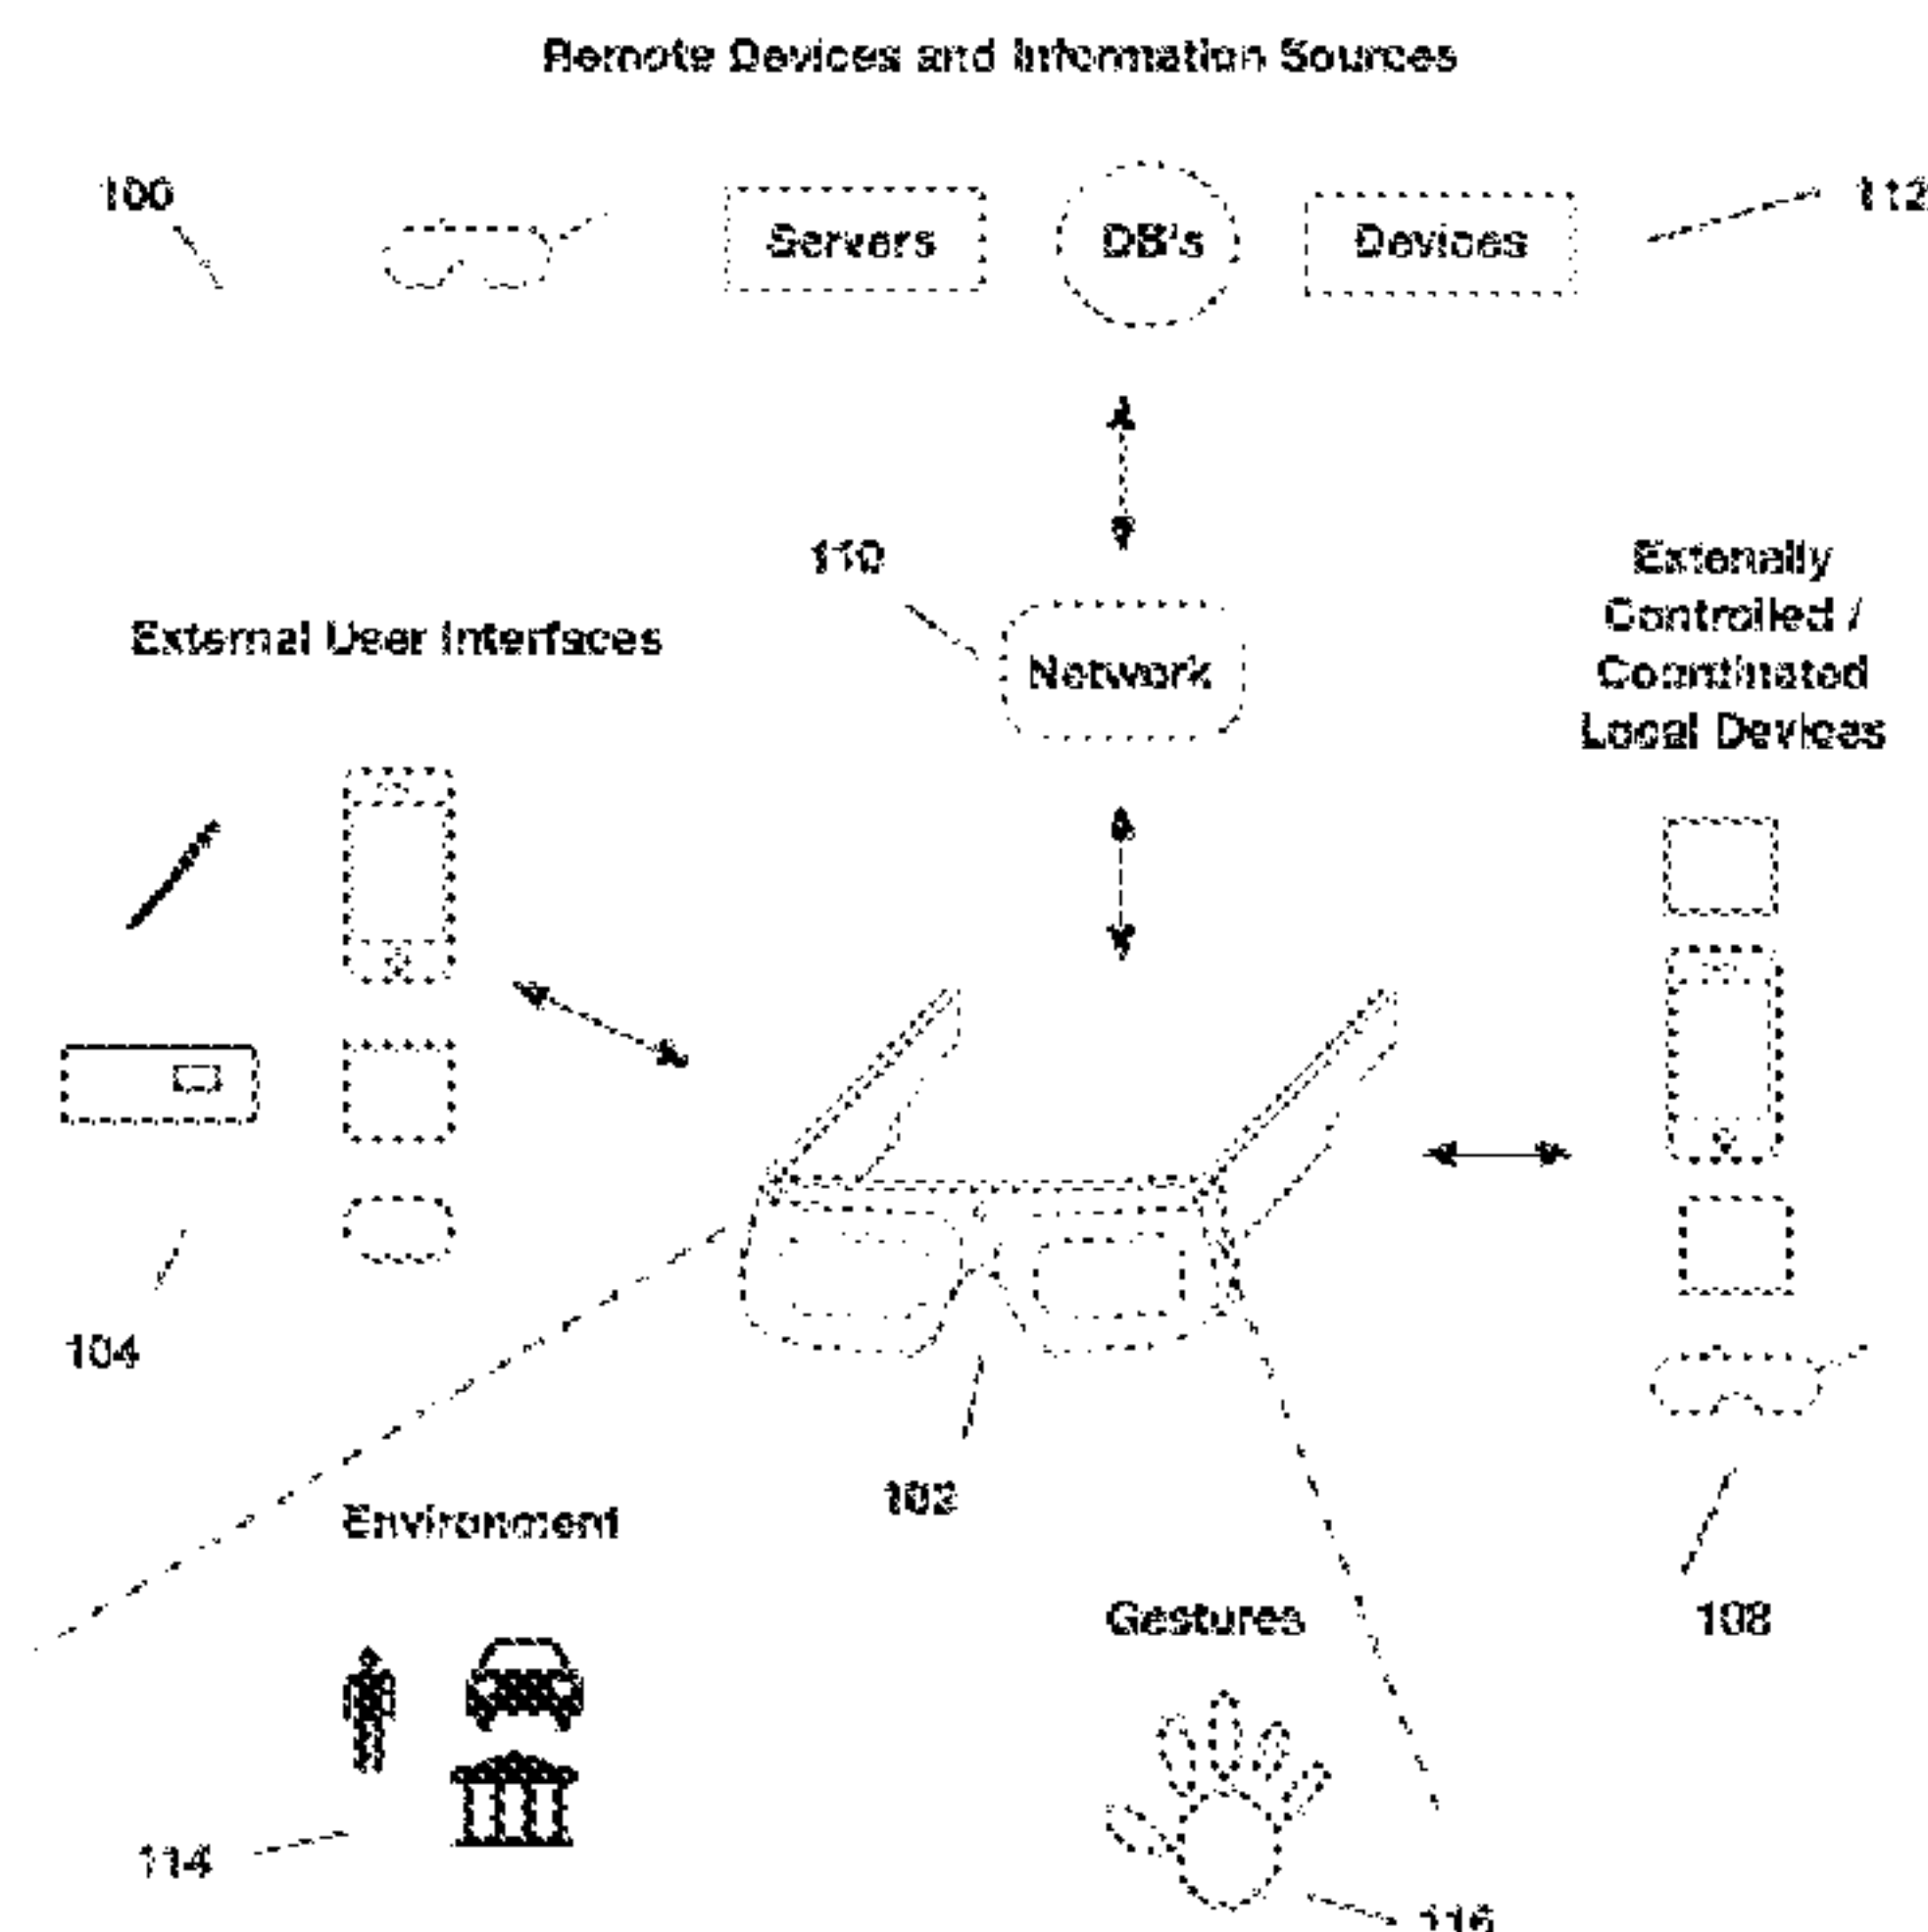 Remote Devices and Information Sources
100
Servers
DB's
Devices
112
110
Network
External User Interfaces
Extenally
Controlled /
Coordinated
Local Devices
104
102
108
Environment
Gestures
114
116